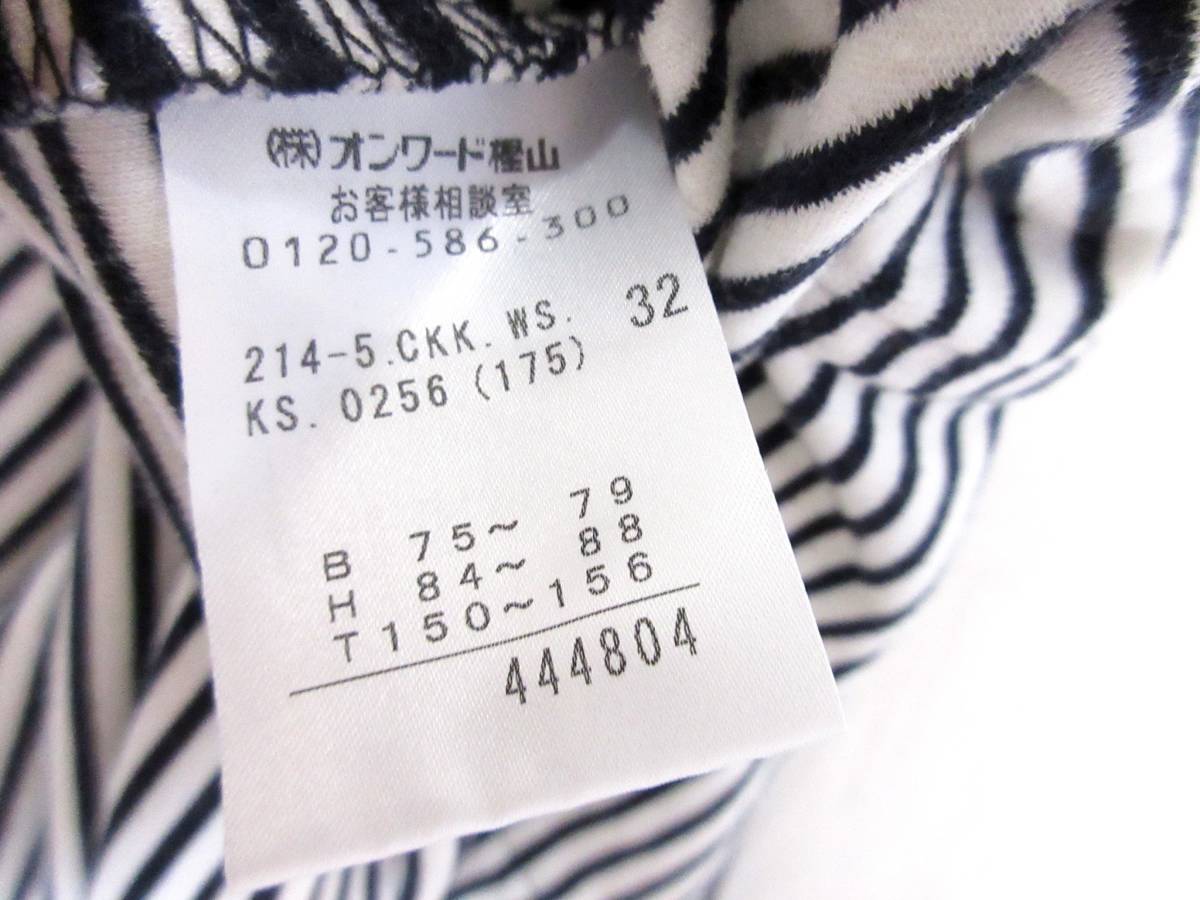 (株)オンワード樫山
お客様相談室
0120-586-300
214-5.CKK.WS. 32
KS. 0256 (175)
B 75~ 79
H 84~ 88
T150~156
444804